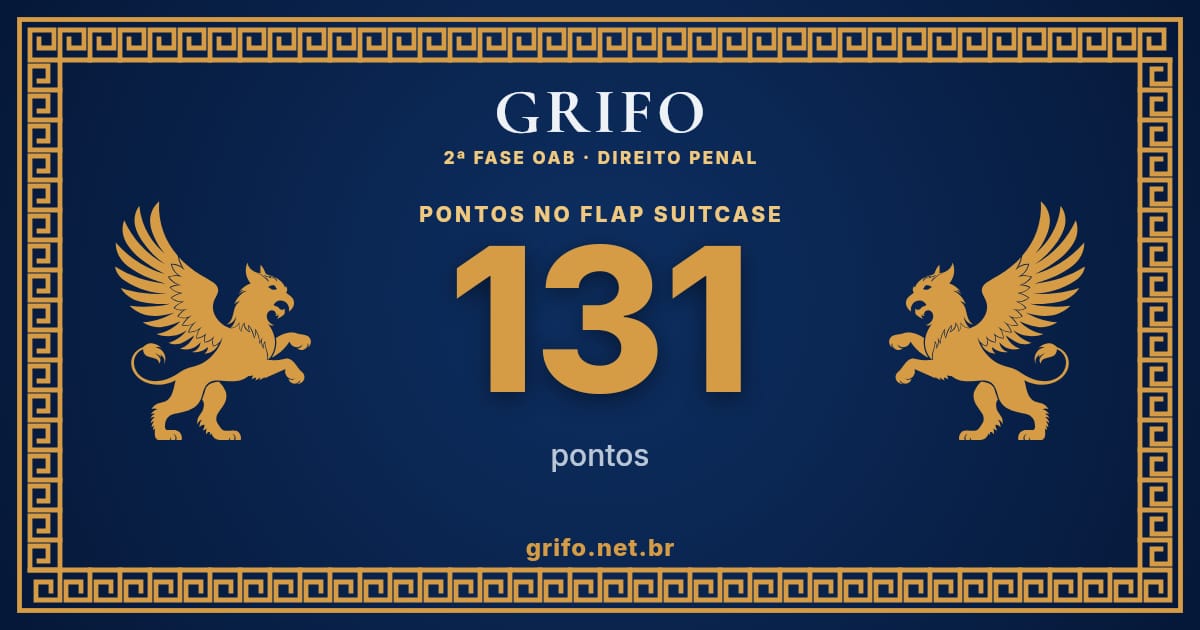 GRIFO
2ª FASE OAB · DIREITO PENAL
PONTOS NO FLAP SUITCASE
131
pontos
grifo.net.br